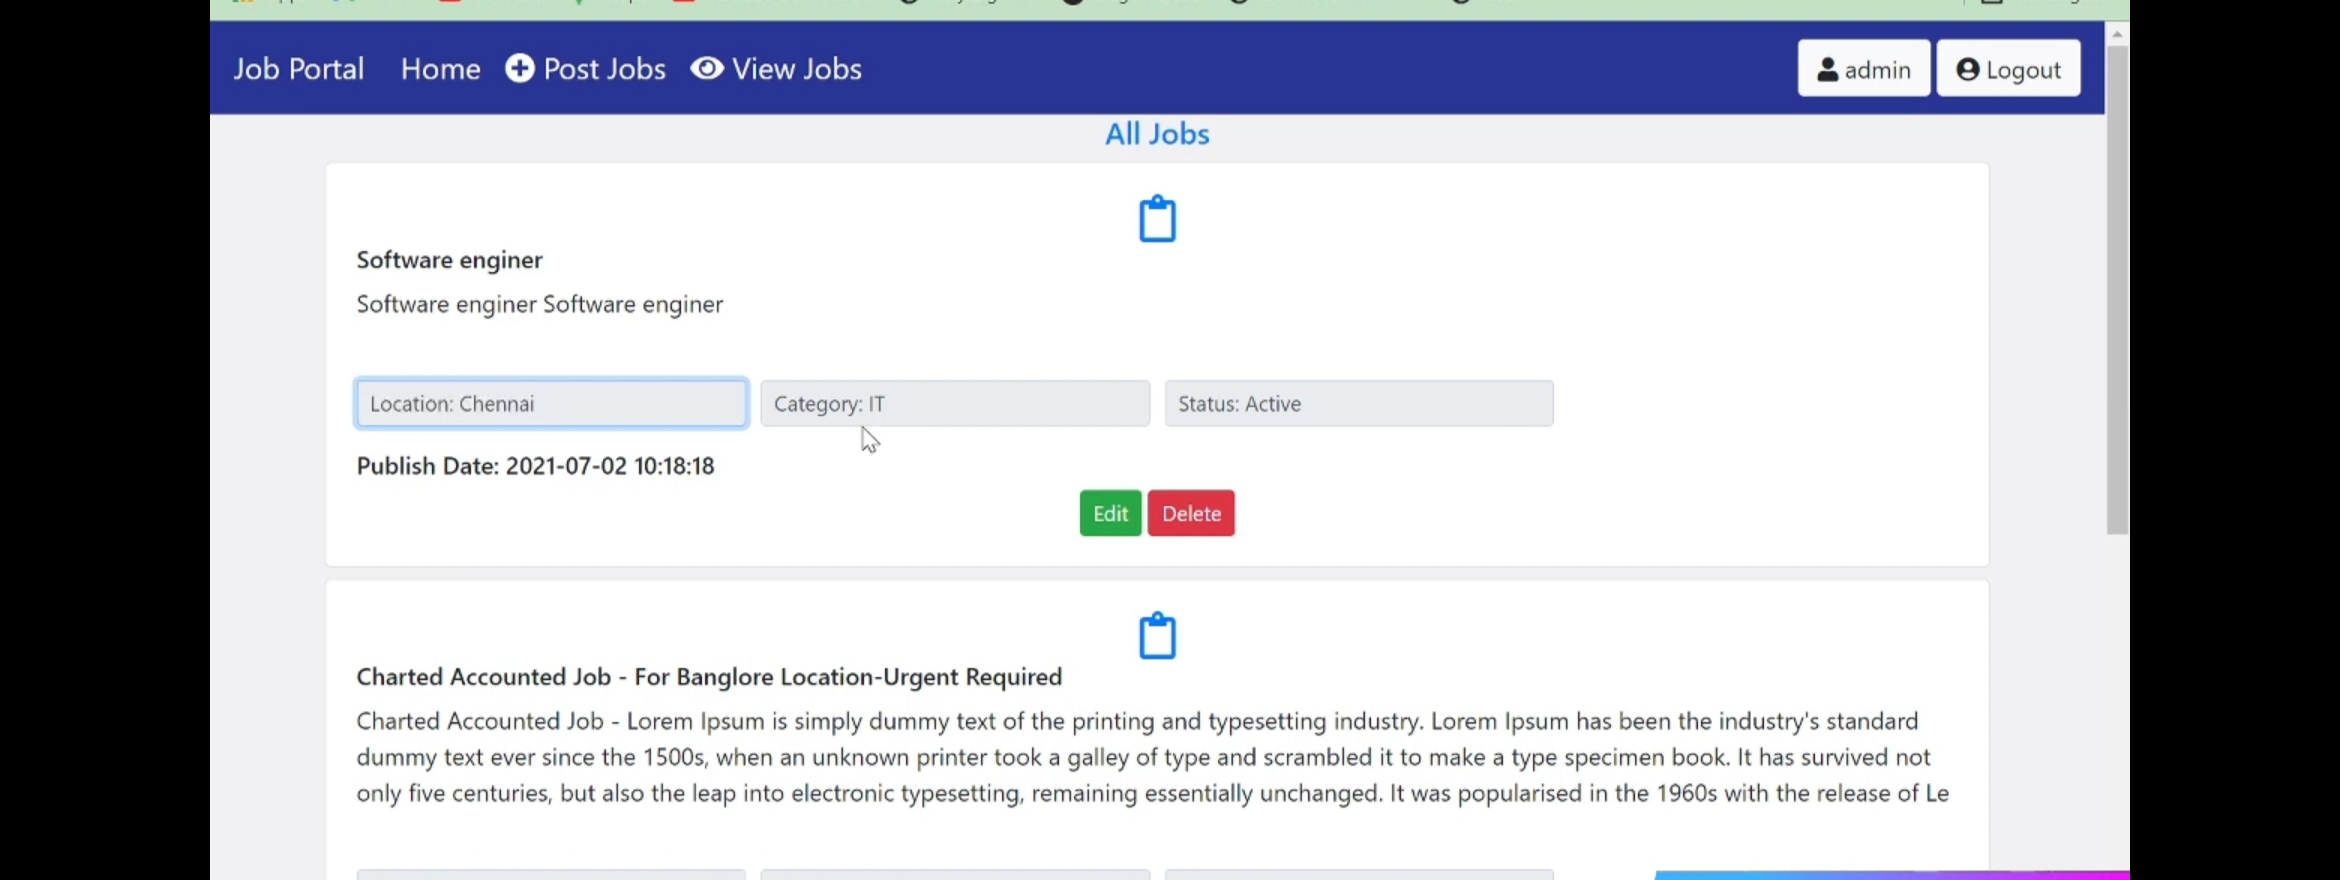 Job Portal Home Post Jobs View Jobs admin Logout
All Jobs
Software enginer
Software enginer Software enginer
Location: Chennai Category: IT Status: Active
Publish Date: 2021-07-02 10:18:18
Edit Delete
Charted Accounted Job - For Banglore Location-Urgent Required
Charted Accounted Job - Lorem Ipsum is simply dummy text of the printing and typesetting industry. Lorem Ipsum has been the industry's standard
dummy text ever since the 1500s, when an unknown printer took a galley of type and scrambled it to make a type specimen book. It has survived not
only five centuries, but also the leap into electronic typesetting, remaining essentially unchanged. It was popularised in the 1960s with the release of Le